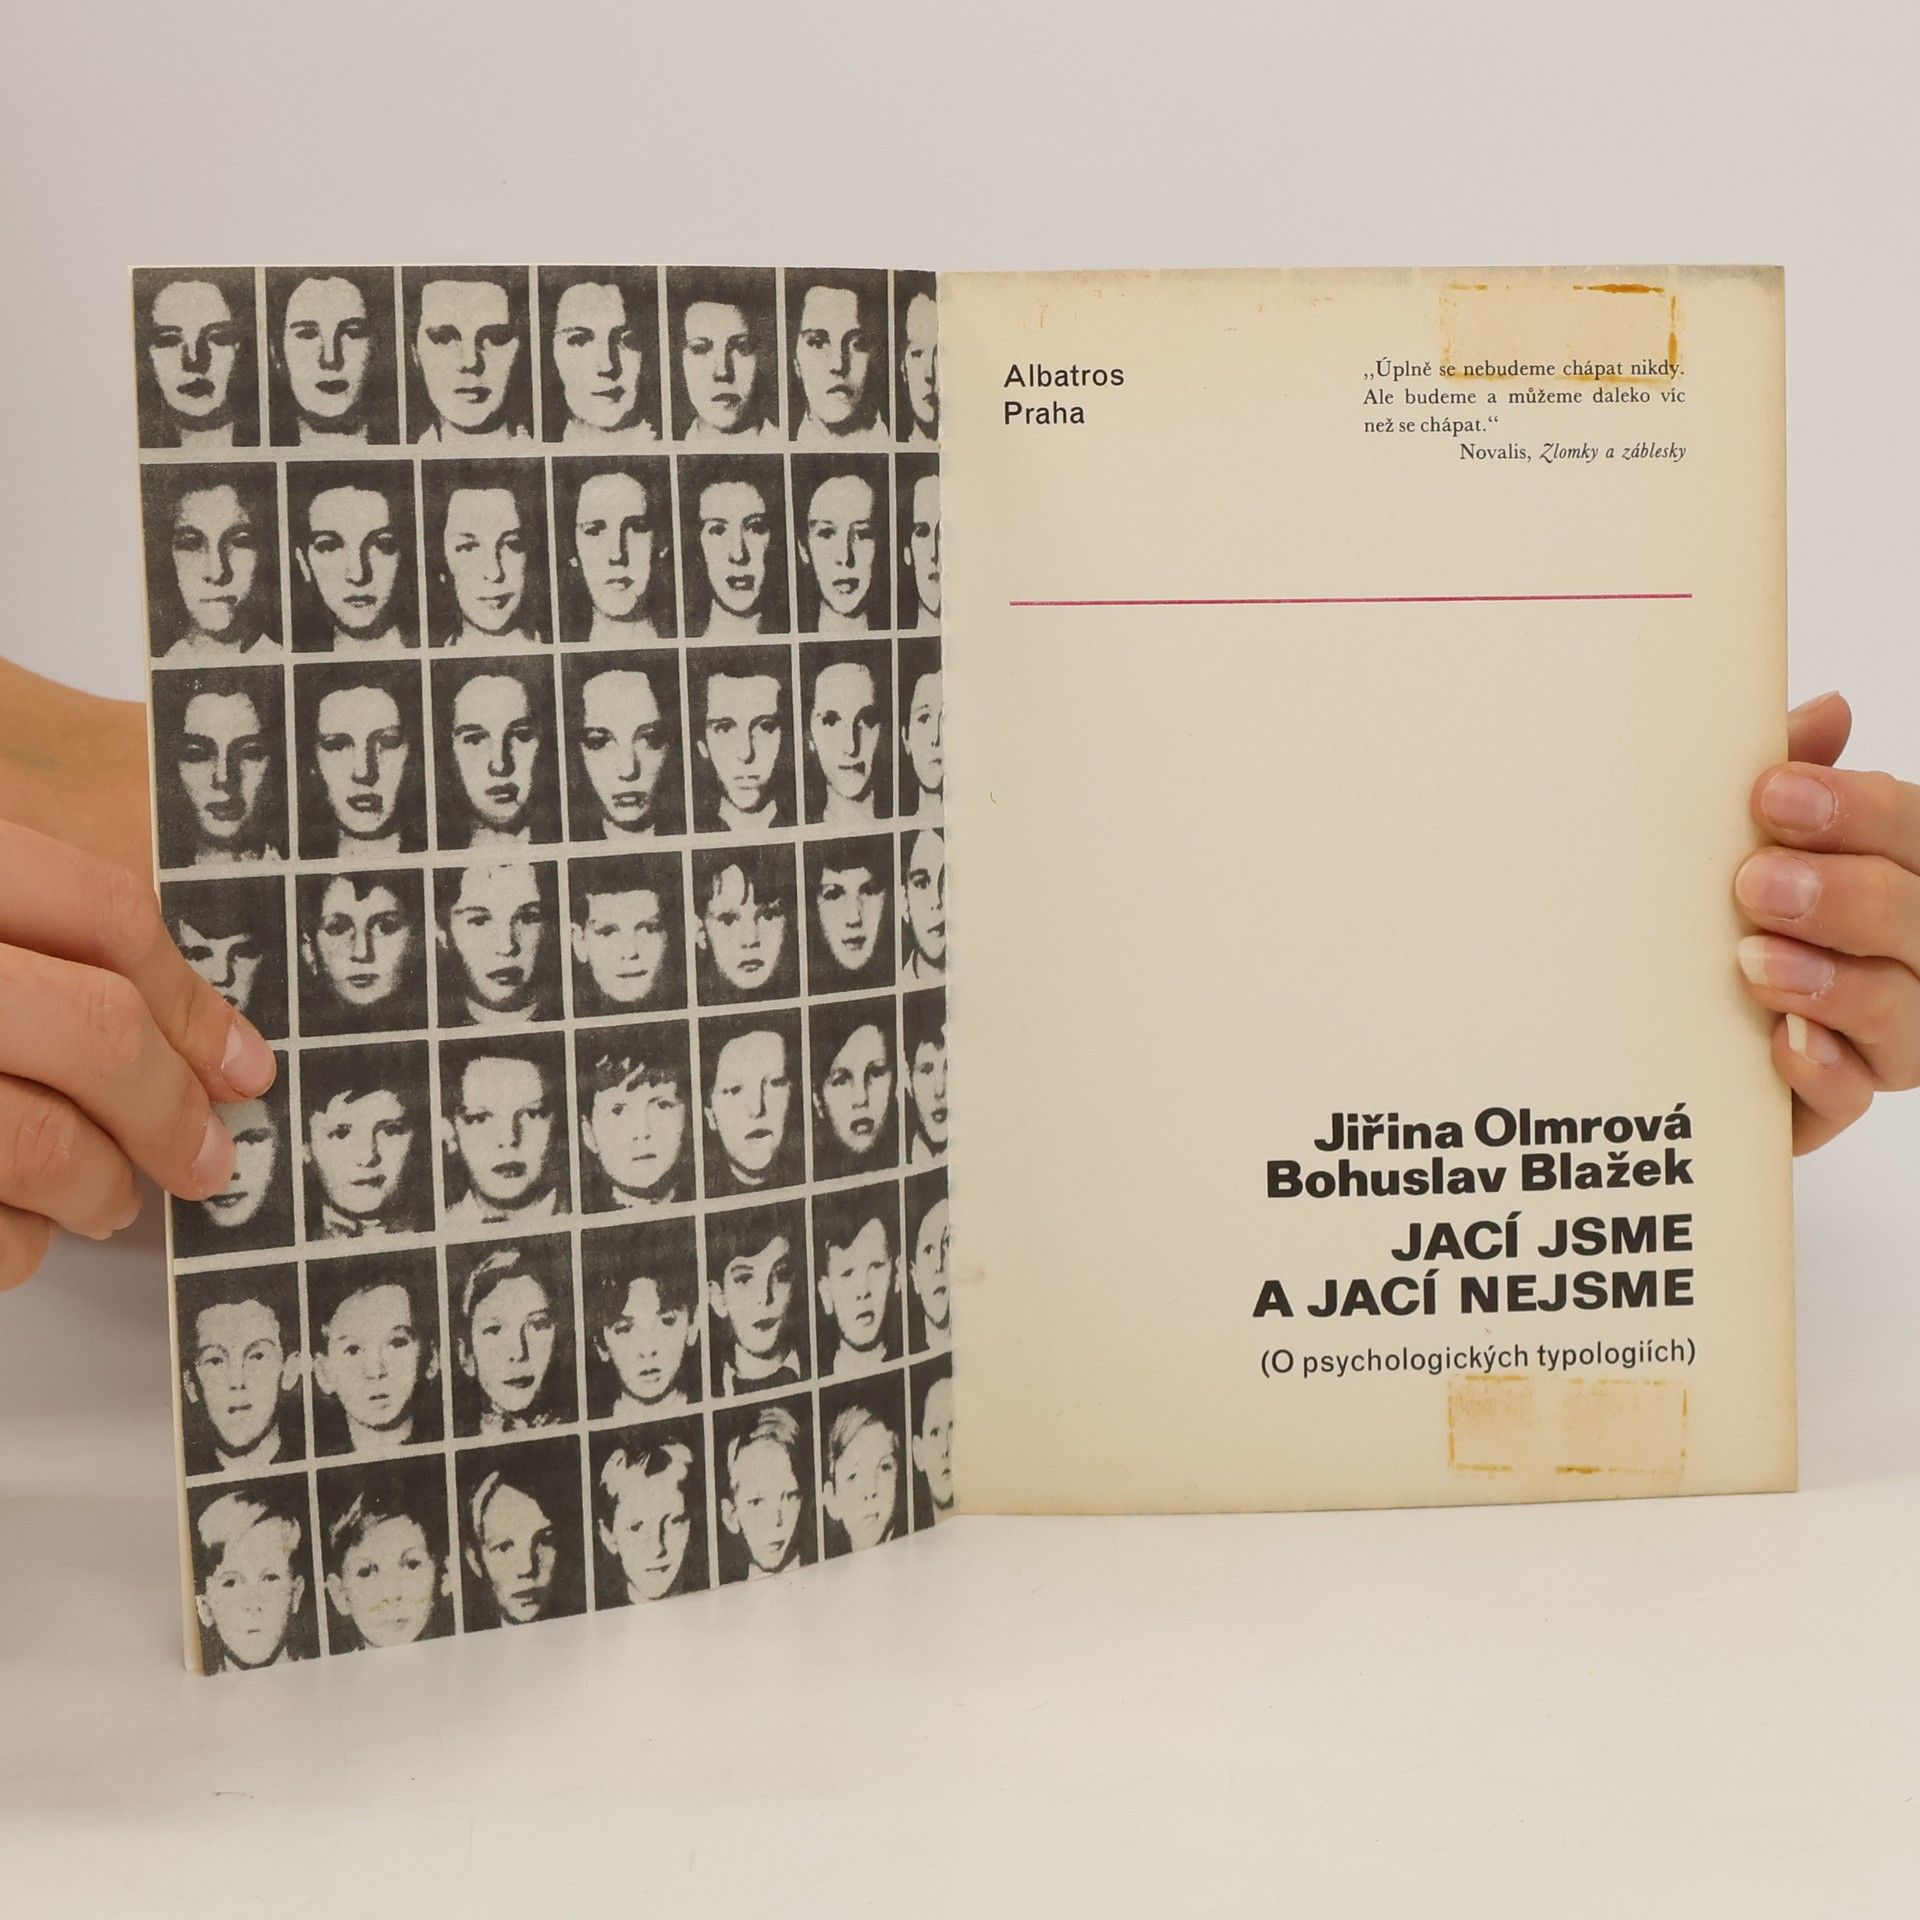 Albatros
Praha
,,Úplně se nebudeme chápat nikdy.
Ale budeme a můžeme daleko víc
než se chápat.“
Novalis, Zlomky a záblesky
Jiřina Olmrová
Bohuslav Blažek
JACÍ JSME
A JACÍ NEJSME
(O psychologických typologiích)